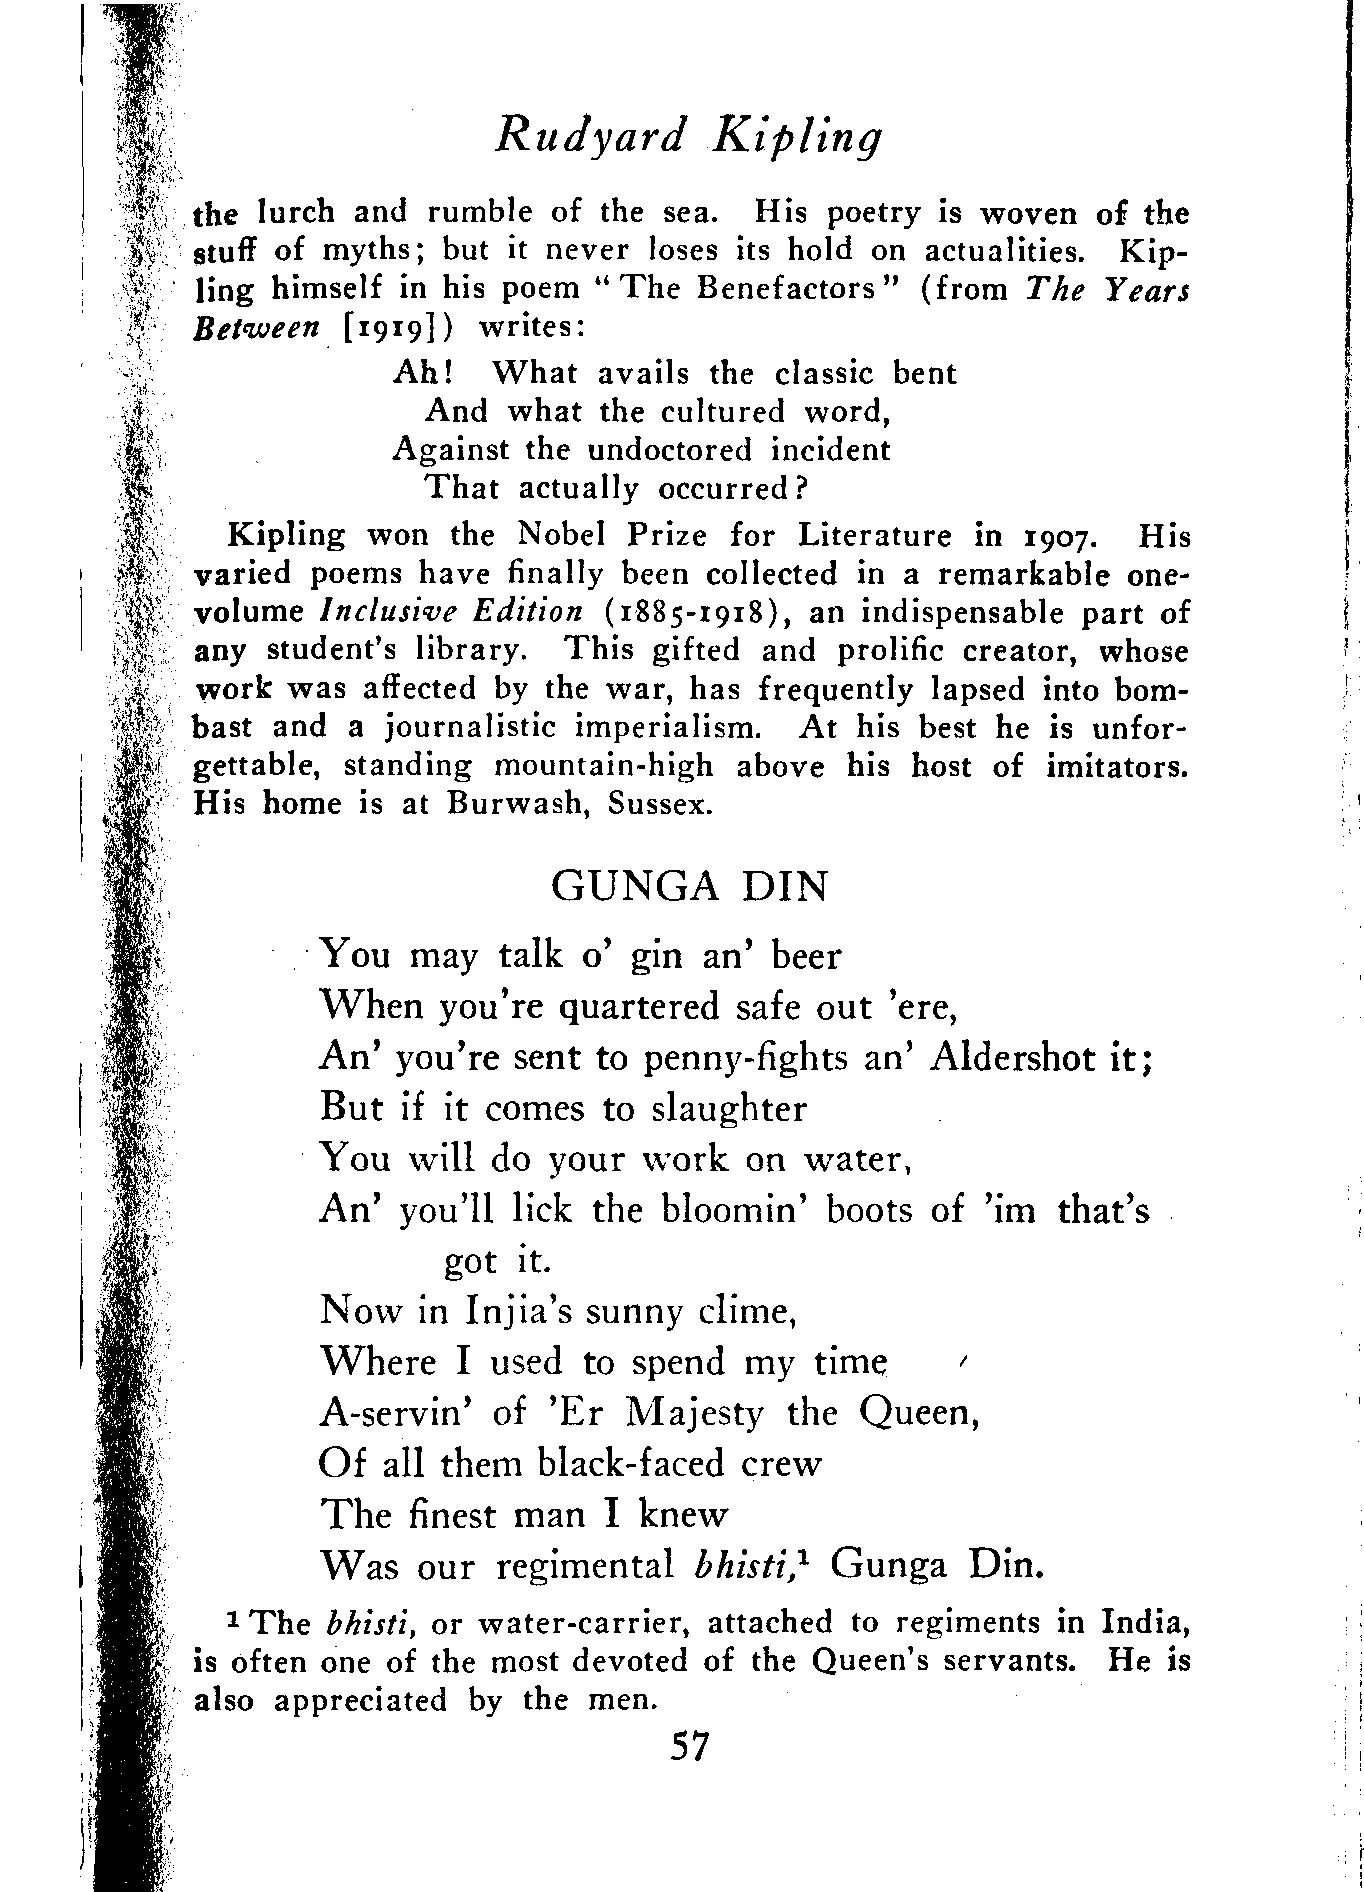 Rudyard Kipling
the lurch and rumble of the sea. His poetry is woven of the
stuff of myths; but it never loses its hold on actualities. Kip-
ling himself in his poem "The Benefactors" (from The Years
Between [1919]) writes:
Ah! What avails the classic bent
And what the cultured word,
Against the undoctored incident
That actually occurred?
Kipling won the Nobel Prize for Literature in 1907. His
varied poems have finally been collected in a remarkable one-
volume Inclusive Edition (1885-1918), an indispensable part of
any student's library. This gifted and prolific creator, whose
work was affected by the war, has frequently lapsed into bom-
bast and a journalistic imperialism. At his best he is unfor-
gettable, standing mountain-high above his host of imitators.
His home is at Burwash, Sussex.
GUNGA DIN
You may talk o' gin an' beer
When you're quartered safe out 'ere,
An' you're sent to penny-fights an' Aldershot it;
But if it comes to slaughter
You will do your work on water,
An' you'll lick the bloomin' boots of 'im that's
got it.
Now in Injia's sunny clime,
Where I used to spend my time
A-servin' of 'Er Majesty the Queen,
Of all them black-faced crew
The finest man I knew
Was our regimental bhisti,¹ Gunga Din.
¹ The bhisti, or water-carrier, attached to regiments in India,
is often one of the most devoted of the Queen's servants. He is
also appreciated by the men.
57